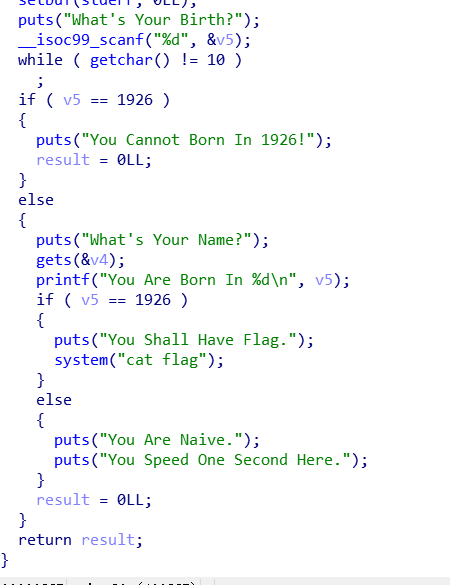 setbuf(stderr, 0LL);
puts("What's Your Birth?");
__isoc99_scanf("%d", &v5);
while ( getchar() != 10 )
;
if ( v5 == 1926 )
{
puts("You Cannot Born In 1926!");
result = 0LL;
}
else
{
puts("What's Your Name?");
gets(&v4);
printf("You Are Born In %d\n", v5);
if ( v5 == 1926 )
{
puts("You Shall Have Flag.");
system("cat flag");
}
else
{
puts("You Are Naive.");
puts("You Speed One Second Here.");
}
result = 0LL;
}
return result;
}